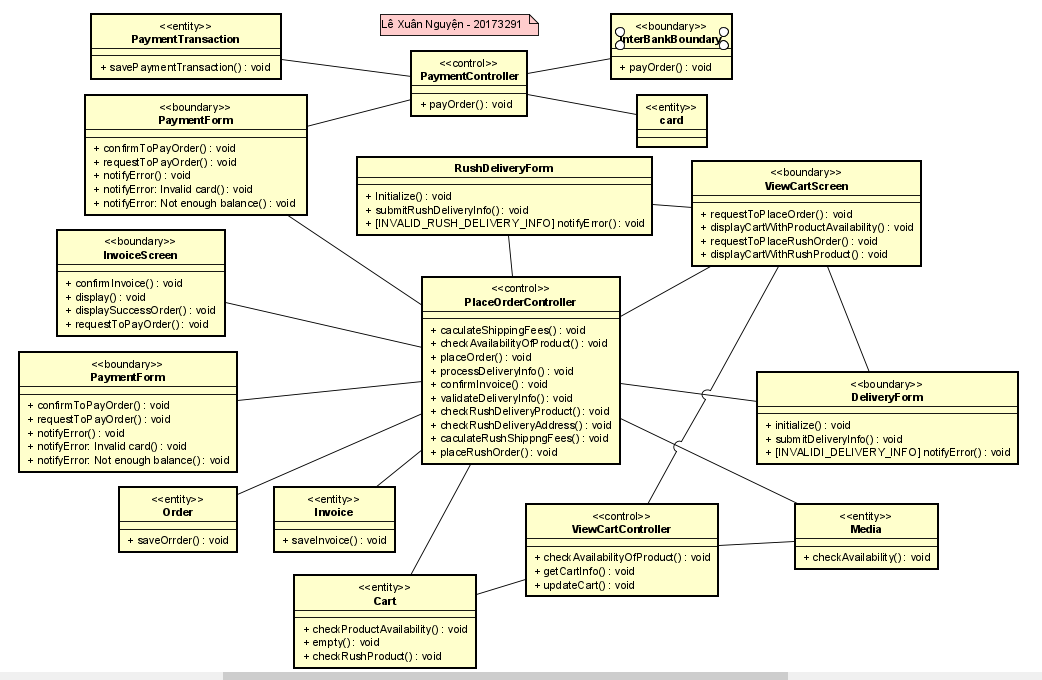 <<entity>>
PaymentTransaction
+ savePaymentTransaction() : void
Lê Xuân Nguyện - 20173291
<<boundary>>
InterBankBoundary
+ payOrder() : void
<<control>>
PaymentController
+ payOrder() : void
<<boundary>>
PaymentForm
+ confirmToPayOrder() : void
+ requestToPayOrder() : void
+ notifyError() : void
+ notifyError: Invalid card() : void
+ notifyError: Not enough balance() : void
<<entity>>
card
RushDeliveryForm
+ Initialize() : void
+ submitRushDeliveryInfo() : void
+ [INVALID_RUSH_DELIVERY_INFO] notifyError() : void
<<boundary>>
ViewCartScreen
+ requestToPlaceOrder() : void
+ displayCartWithProductAvailability() : void
+ requestToPlaceRushOrder() : void
+ displayCartWithRushProduct() : void
<<boundary>>
InvoiceScreen
+ confirmInvoice() : void
+ display() : void
+ displaySuccessOrder() : void
+ requestToPayOrder() : void
<<control>>
PlaceOrderController
+ caculateShippingFees() : void
+ checkAvailabilityOfProduct() : void
+ placeOrder() : void
+ processDeliveryInfo() : void
+ confirmInvoice() : void
+ validateDeliveryInfo() : void
+ checkRushDeliveryProduct() : void
+ checkRushDeliveryAddress() : void
+ caculateRushShippngFees() : void
+ placeRushOrder() : void
<<boundary>>
PaymentForm
+ confirmToPayOrder() : void
+ requestToPayOrder() : void
+ notifyError() : void
+ notifyError: Invalid card() : void
+ notifyError: Not enough balance() : void
<<boundary>>
DeliveryForm
+ initialize() : void
+ submitDeliveryInfo() : void
+ [INVALIDI_DELIVERY_INFO] notifyError() : void
<<entity>>
Order
+ saveOrrder() : void
<<entity>>
Invoice
+ saveInvoice() : void
<<control>>
ViewCartController
+ checkAvailabilityOfProduct() : void
+ getCartInfo() : void
+ updateCart() : void
<<entity>>
Media
+ checkAvailability() : void
<<entity>>
Cart
+ checkProductAvailability() : void
+ empty() : void
+ checkRushProduct() : void